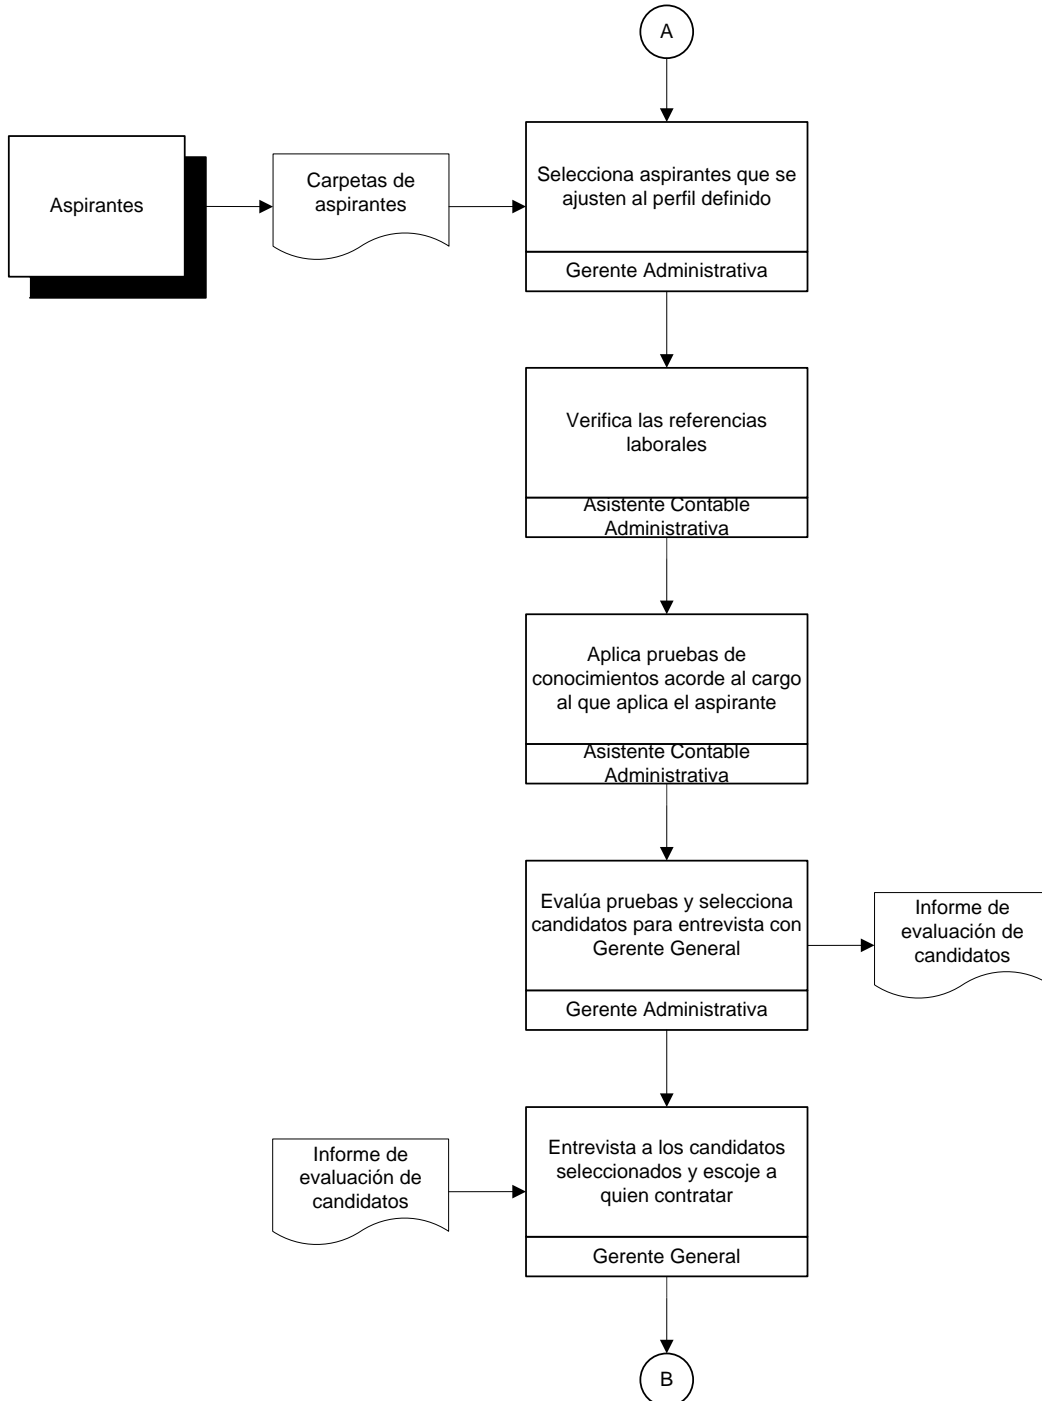 A
Aspirantes
Carpetas de
aspirantes
Selecciona aspirantes que se
ajusten al perfil definido
Gerente Administrativa
Verifica las referencias
laborales
Asistente Contable
Administrativa
Aplica pruebas de
conocimientos acorde al cargo
al que aplica el aspirante
Asistente Contable
Administrativa
Evalúa pruebas y selecciona
candidatos para entrevista con
Gerente General
Gerente Administrativa
Informe de
evaluación de
candidatos
Informe de
evaluación de
candidatos
Entrevista a los candidatos
seleccionados y escoje a
quien contratar
Gerente General
B